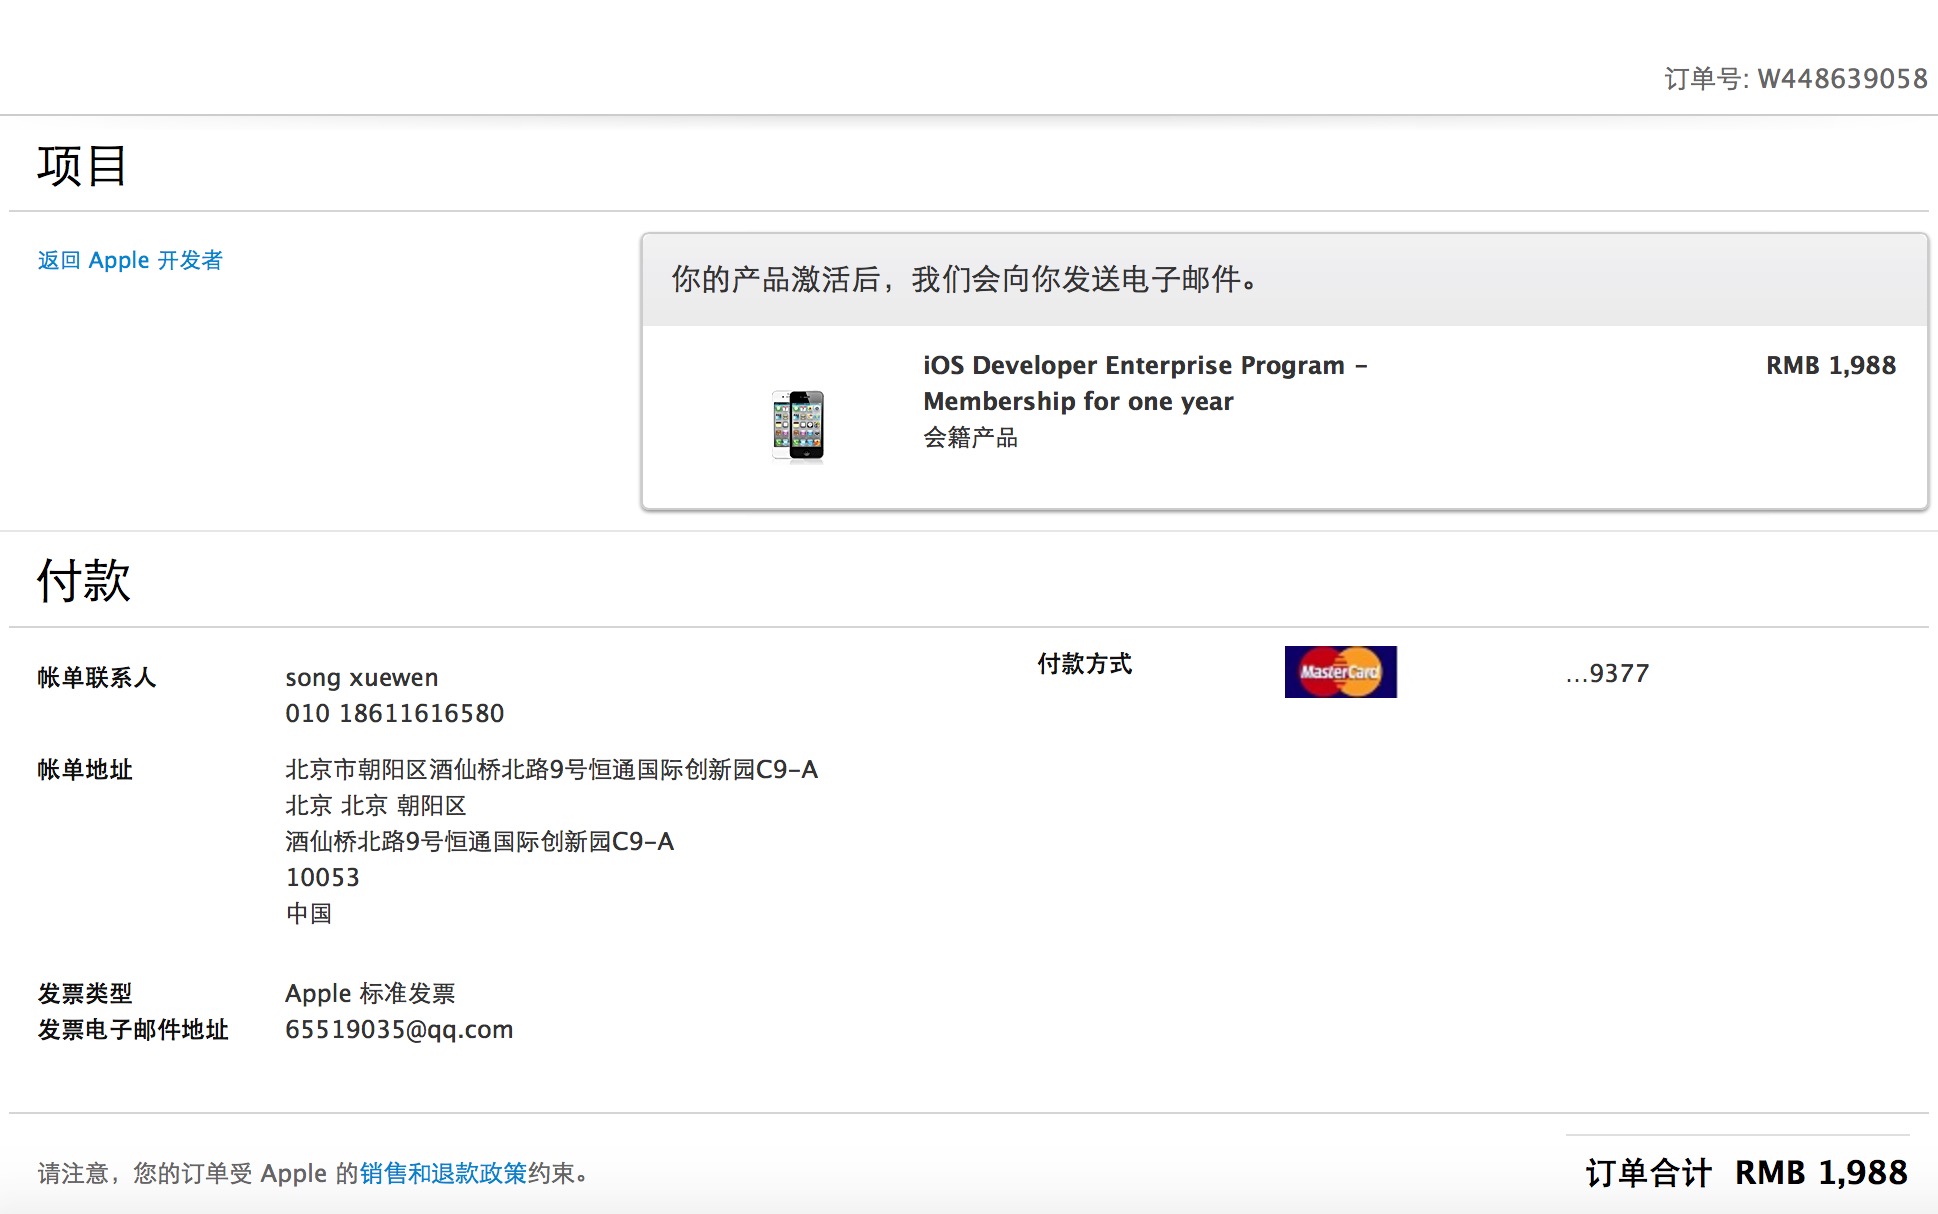 订单号: W448639058
项目
返回 Apple 开发者
你的产品激活后，我们会向你发送电子邮件。
iOS Developer Enterprise Program – RMB 1,988
Membership for one year
会籍产品
付款
帐单联系人 song xuewen
010 18611616580
付款方式 MasterCard ...9377
帐单地址 北京市朝阳区酒仙桥北路9号恒通国际创新园C9-A
北京 北京 朝阳区
酒仙桥北路9号恒通国际创新园C9-A
10053
中国
发票类型 Apple 标准发票
发票电子邮件地址 65519035@qq.com
请注意，您的订单受 Apple 的销售和退款政策约束。
订单合计 RMB 1,988